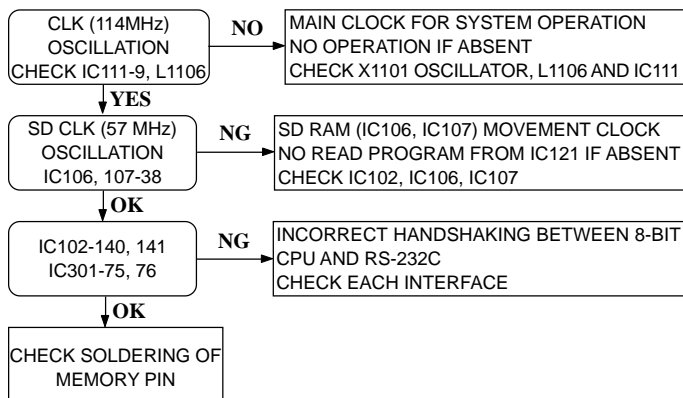 CLK (114MHz)
OSCILLATION
CHECK IC111-9, L1106
NO
MAIN CLOCK FOR SYSTEM OPERATION
NO OPERATION IF ABSENT
CHECK X1101 OSCILLATOR, L1106 AND IC111
YES
SD CLK (57 MHz)
OSCILLATION
IC106, 107-38
NG
SD RAM (IC106, IC107) MOVEMENT CLOCK
NO READ PROGRAM FROM IC121 IF ABSENT
CHECK IC102, IC106, IC107
OK
IC102-140, 141
IC301-75, 76
NG
INCORRECT HANDSHAKING BETWEEN 8-BIT
CPU AND RS-232C
CHECK EACH INTERFACE
OK
CHECK SOLDERING OF
MEMORY PIN